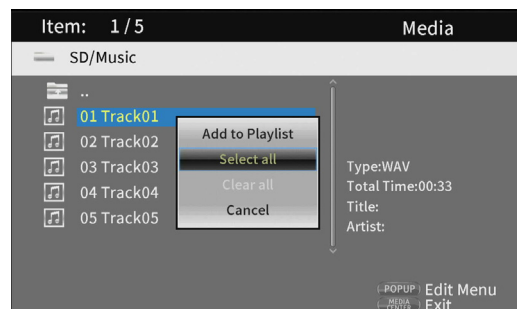 Item: 1/5 Media
SD/Music
..
01 Track01
02 Track02
03 Track03
04 Track04
05 Track05
Add to Playlist
Select all
Clear all
Cancel
Type:WAV
Total Time:00:33
Title:
Artist:
POPUP Edit Menu
MEDIA CENTER Exit